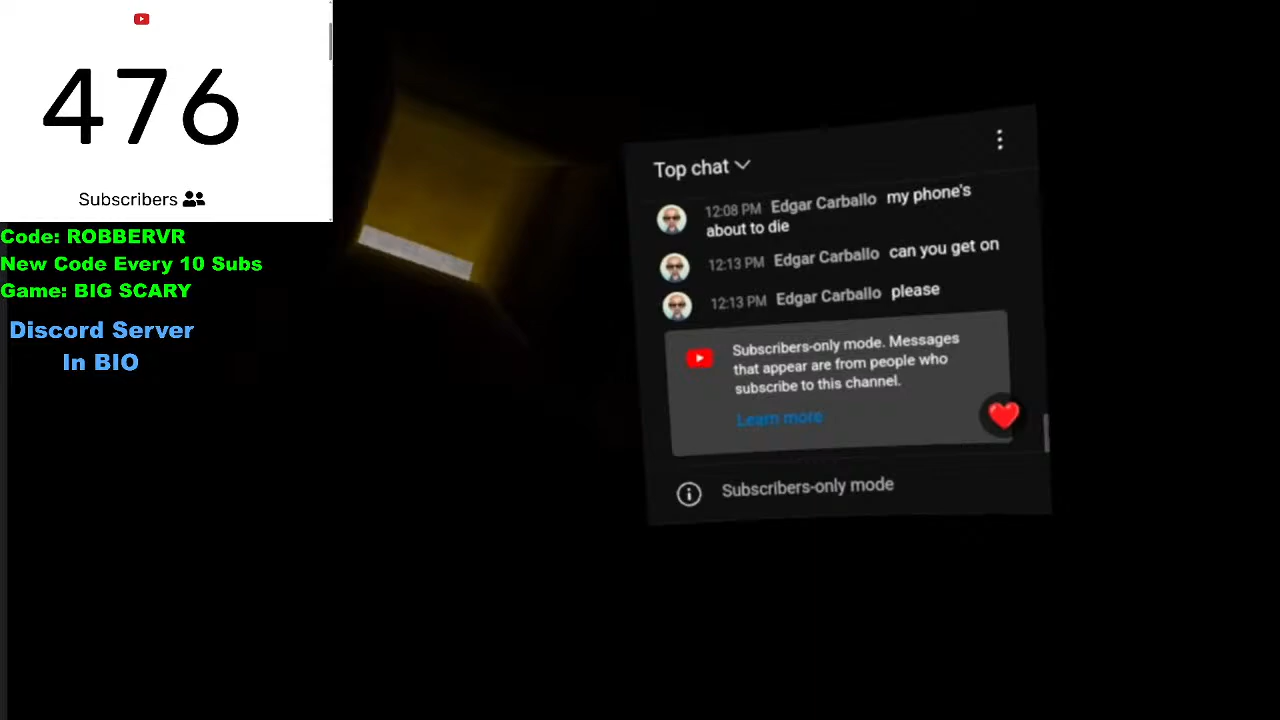 476
Subscribers
Code: ROBBERVR
New Code Every 10 Subs
Game: BIG SCARY
Discord Server
In BIO
Top chat
12:08 PM Edgar Carballo my phone's
about to die
12:13 PM Edgar Carballo can you get on
12:13 PM Edgar Carballo please
Subscribers-only mode. Messages
that appear are from people who
subscribe to this channel.
Learn more
Subscribers-only mode